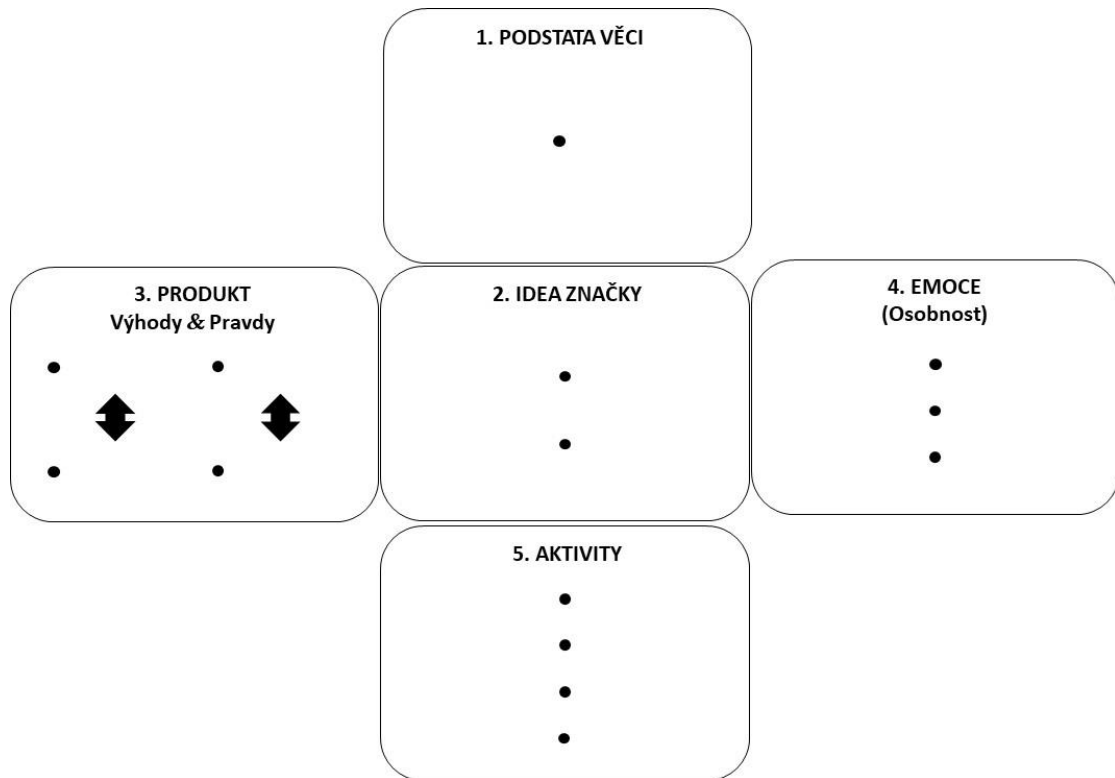 1. PODSTATA VĚCI
•
3. PRODUKT
Výhody & Pravdy
•
•
•
•
2. IDEA ZNAČKY
•
•
4. EMOCE
(Osobnost)
•
•
•
5. AKTIVITY
•
•
•
•